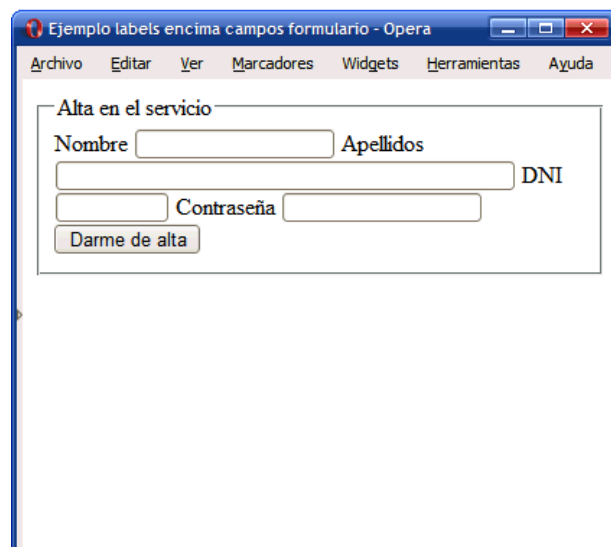 Ejemplo labels encima campos formulario - Opera
Archivo Editar Ver Marcadores Widgets Herramientas Ayuda
Alta en el servicio
Nombre Apellidos
DNI
Contraseña
Darme de alta